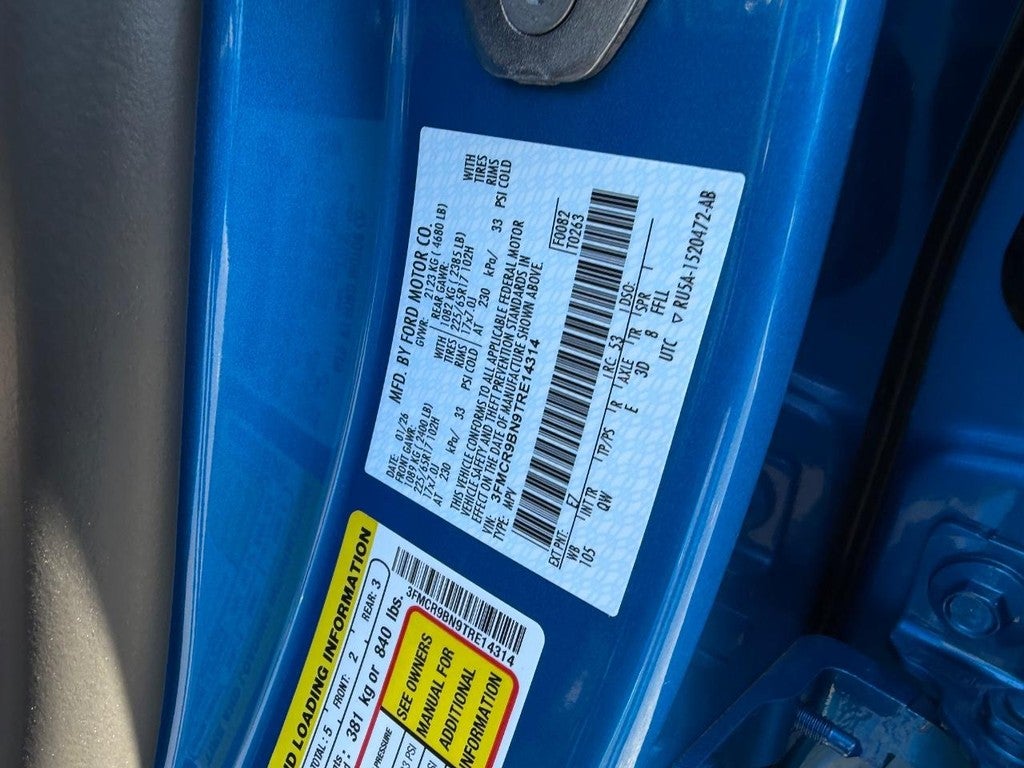 MFD. BY FORD MOTOR CO.
DATE: 01/26 GVWR: 2123 KG ( 4680 LB)
FRONT GAWR: REAR GAWR: WITH
1089 KG ( 2400 LB) 1082 KG ( 2385 LB) TIRES
225/65R17 102H TIRES 225/65R17 102H RIMS
17x7.0J RIMS 17x7.0J
AT 230 kPa/ 33 PSI COLD AT 230 kPa/ 33 PSI COLD
THIS VEHICLE CONFORMS TO ALL APPLICABLE FEDERAL MOTOR
VEHICLE SAFETY AND THEFT PREVENTION STANDARDS IN
EFFECT ON THE DATE OF MANUFACTURE SHOWN ABOVE
VIN: 3FMCR9BN9TRE14314
TYPE: MPV
F0082
T0263
EXT PNT: E7 RC: 53 DSO:
WB INT TR TP/PS R AXLE TR SPR
105 QW E 3D 8 FFLL
UTC ▽ RU5A-1520472-AB
ND LOADING INFORMATION
TOTAL : 5 FRONT: 2 REAR: 3
381 kg or 840 lbs.
3FMCR9BN9TRE14314
PRESSURE
PSI
SEE OWNERS
MANUAL FOR
ADDITIONAL
INFORMATION